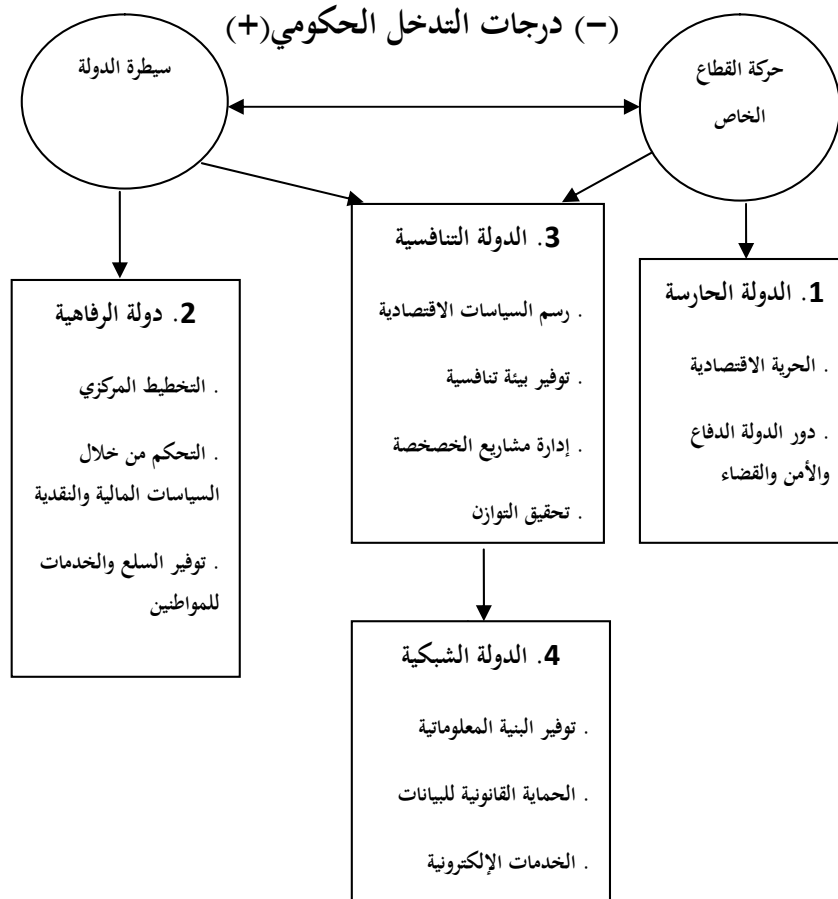 (–) درجات التدخل الحكومي(+)
حركة القطاع
الخاص
سيطرة الدولة
1. الدولة الحارسة
. الحرية الاقتصادية
. دور الدولة الدفاع
والأمن والقضاء
2. دولة الرفاهية
. التخطيط المركزي
. التحكم من خلال
السياسات المالية والنقدية
. توفير السلع والخدمات
للمواطنين
3. الدولة التنافسية
. رسم السياسات الاقتصادية
. توفير بيئة تنافسية
. إدارة مشاريع الخصخصة
. تحقيق التوازن
4. الدولة الشبكية
. توفير البنية المعلوماتية
. الحماية القانونية للبيانات
. الخدمات الإلكترونية